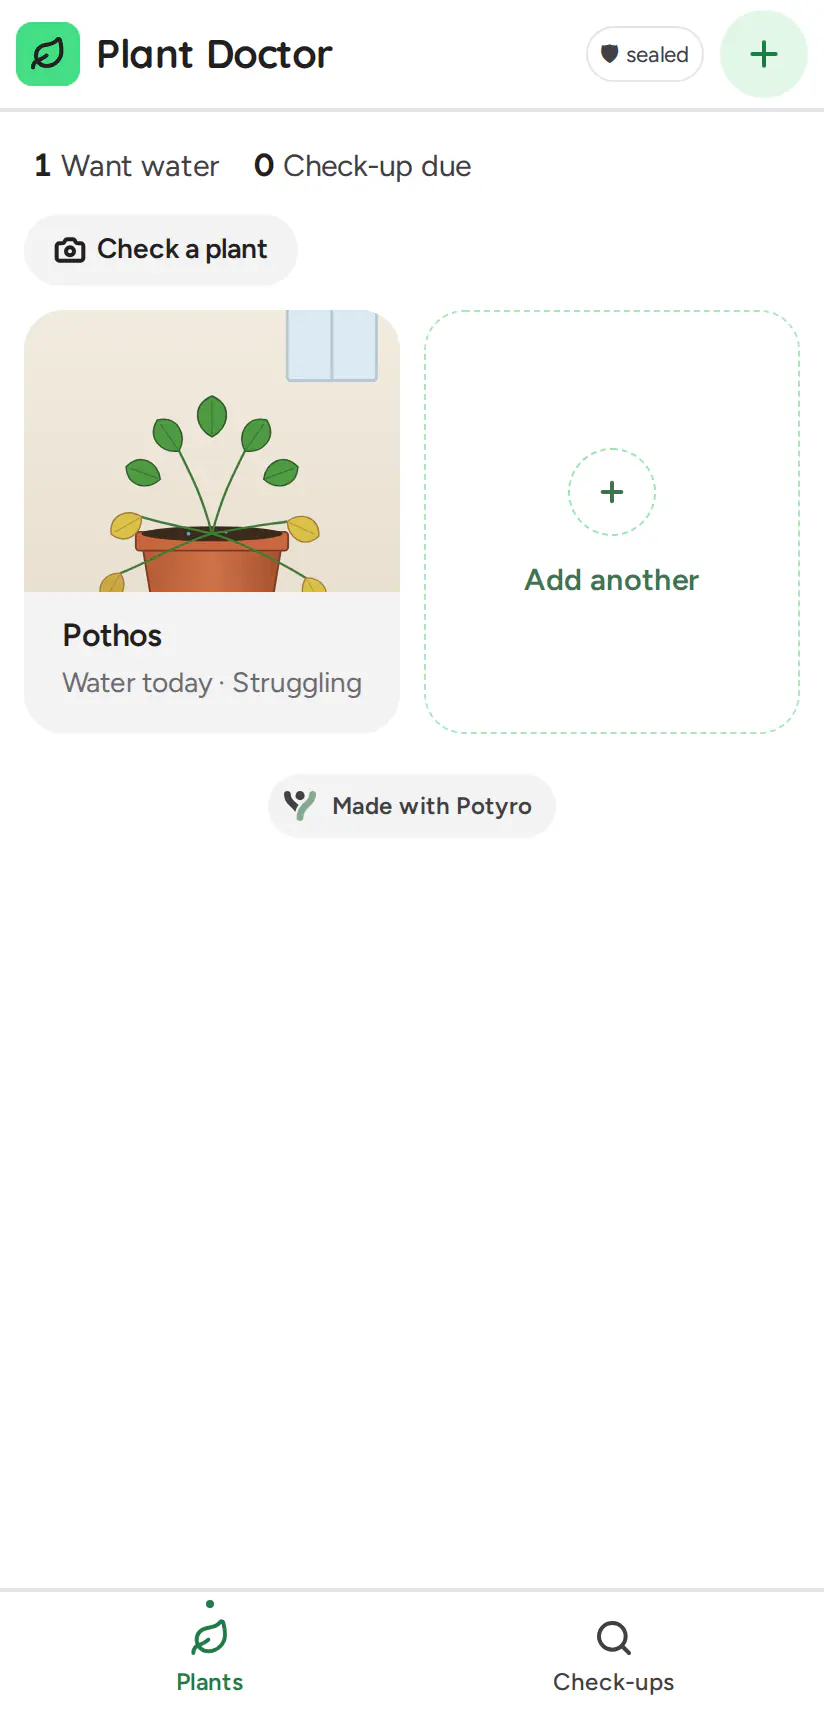 Plant Doctor
sealed
1 Want water 0 Check-up due
Check a plant
Pothos
Water today · Struggling
Add another
Made with Potyro
Plants
Check-ups